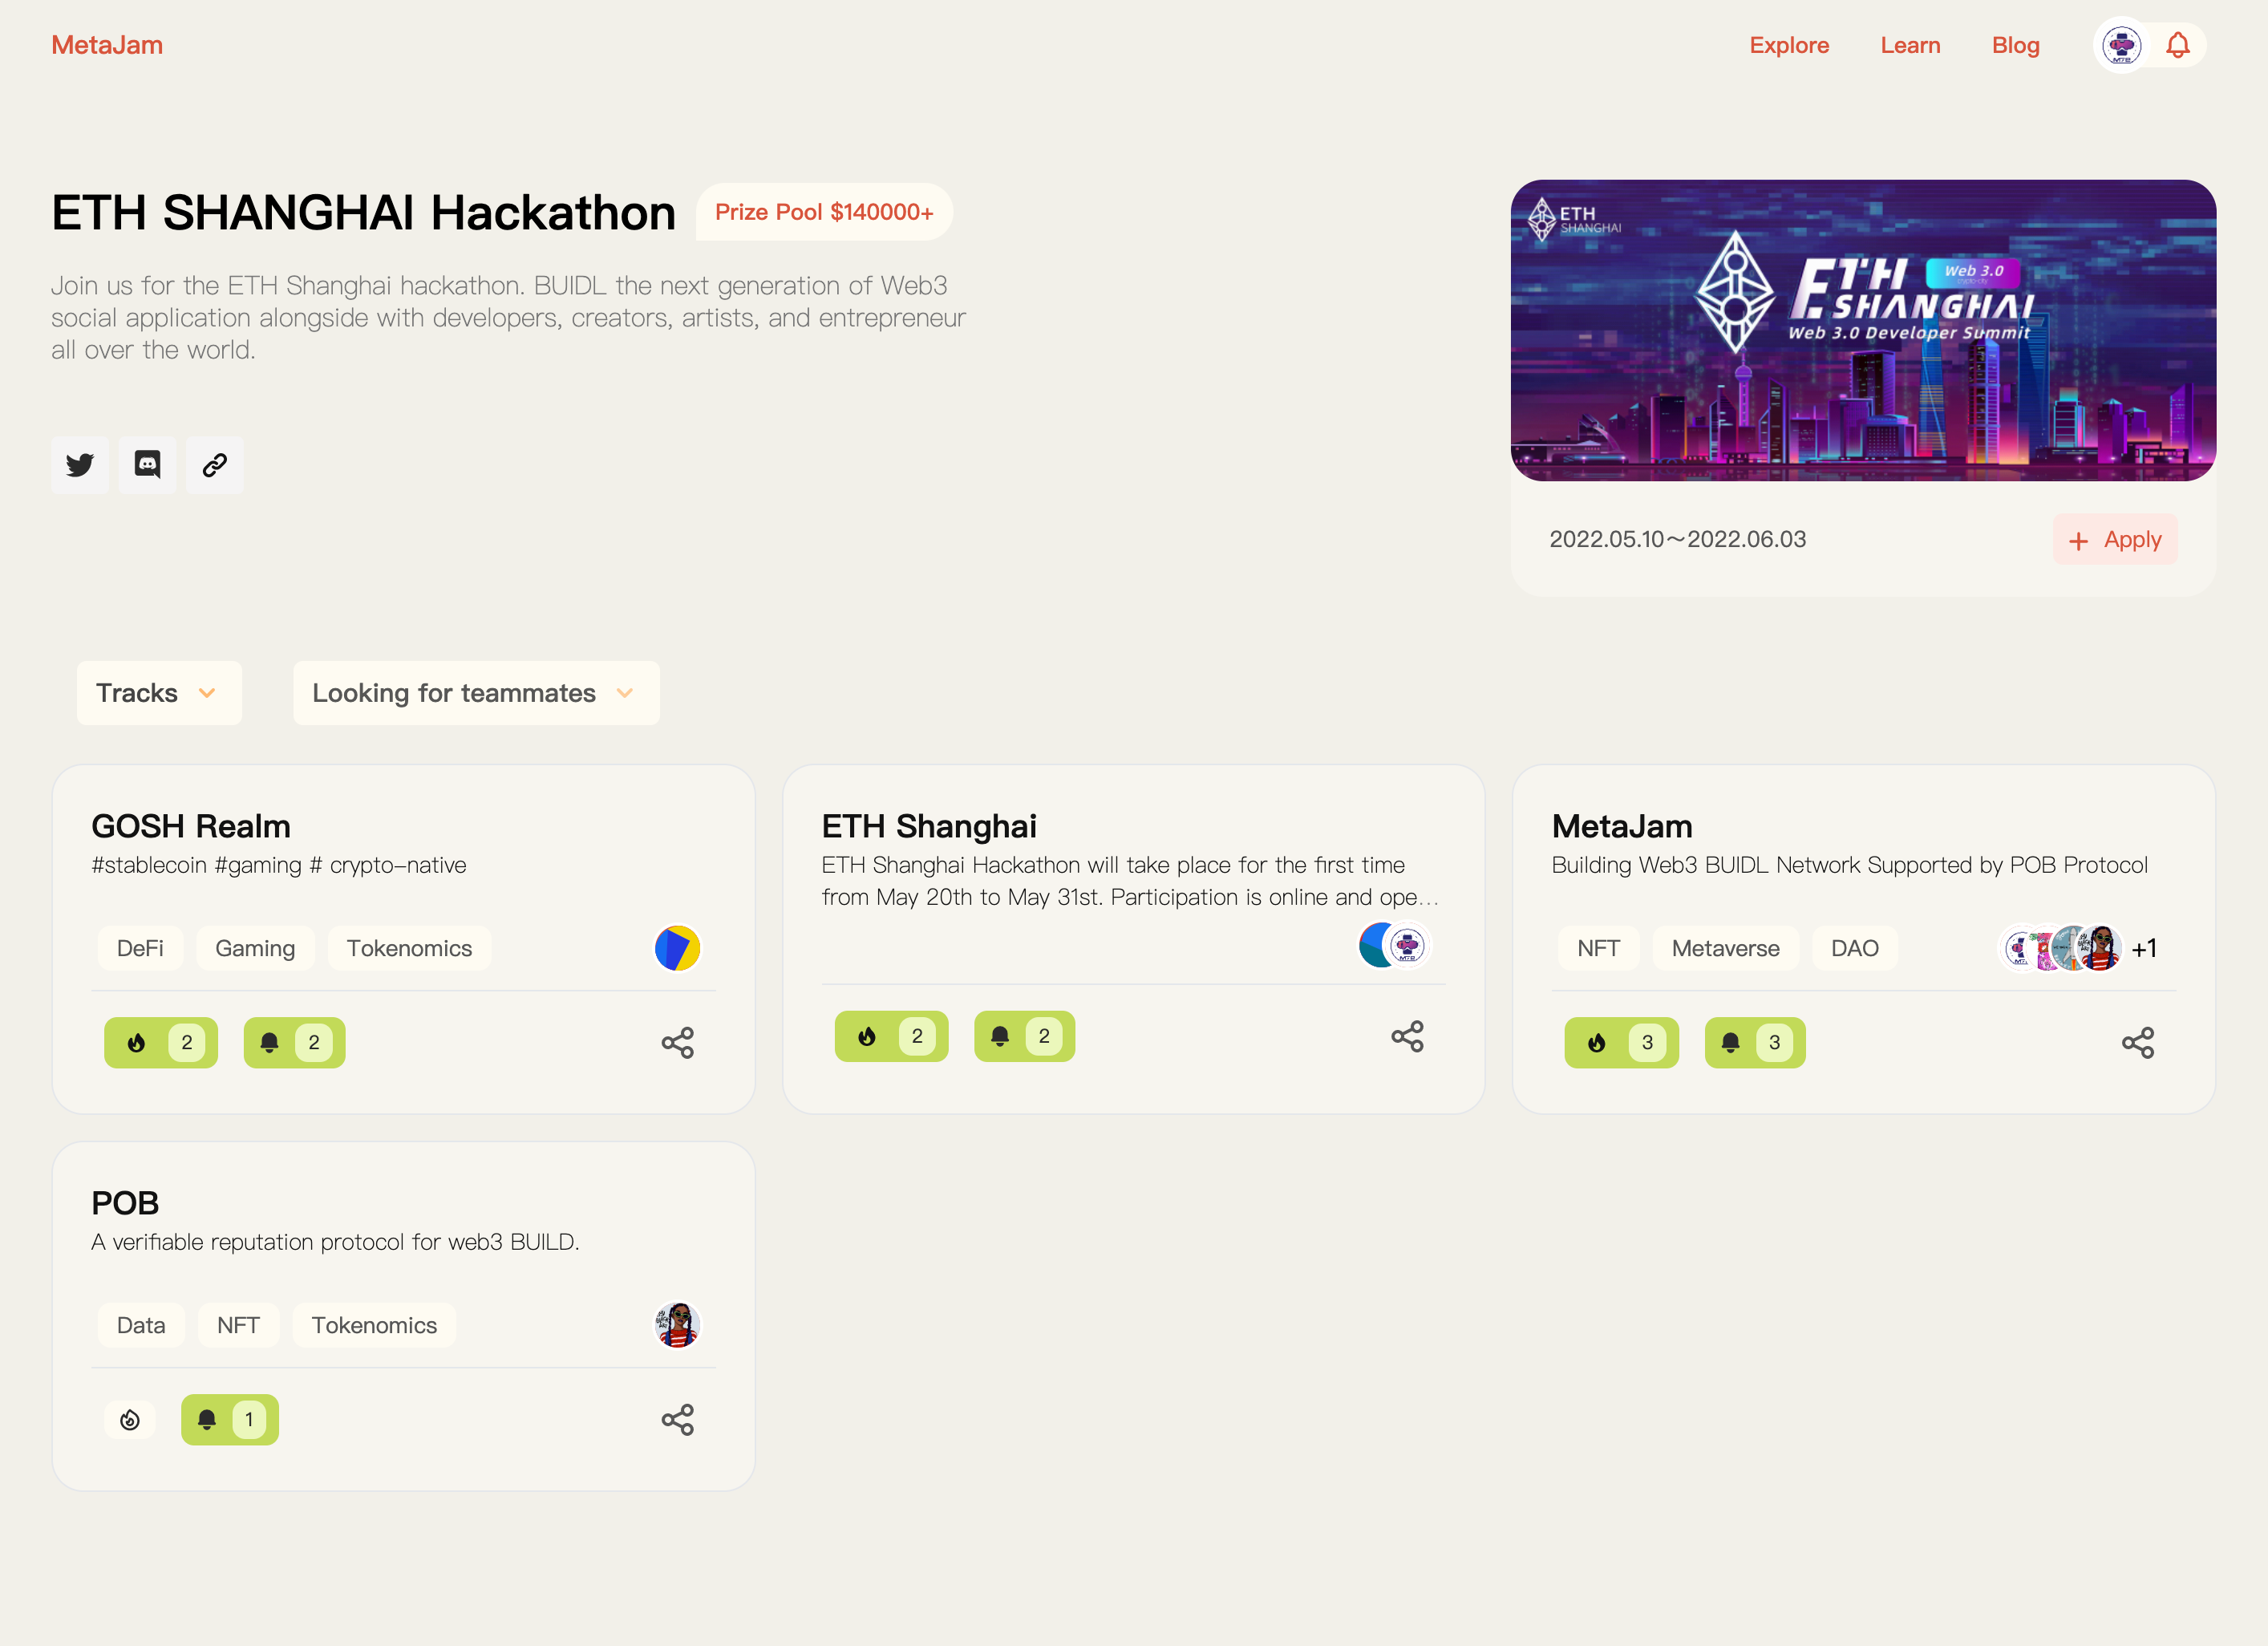 MetaJam
Explore
Learn
Blog
ETH SHANGHAI Hackathon
Prize Pool $140000+
Join us for the ETH Shanghai hackathon. BUIDL the next generation of Web3
social application alongside with developers, creators, artists, and entrepreneur
all over the world.
ETH
SHANGHAI
ETH
Web 3.0
SHANGHAI
Web 3.0 Developer Summit
2022.05.10～2022.06.03
+ Apply
Tracks
Looking for teammates
GOSH Realm
#stablecoin #gaming # crypto-native
DeFi
Gaming
Tokenomics
2
2
ETH Shanghai
ETH Shanghai Hackathon will take place for the first time
from May 20th to May 31st. Participation is online and ope...
2
2
MetaJam
Building Web3 BUIDL Network Supported by POB Protocol
NFT
Metaverse
DAO
+1
3
3
POB
A verifiable reputation protocol for web3 BUILD.
Data
NFT
Tokenomics
1